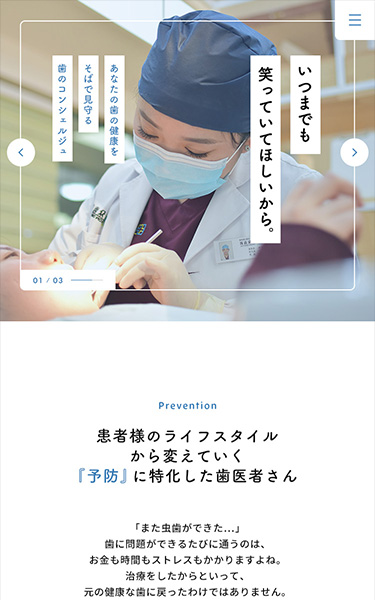 いつまでも
笑っていてほしいから。
あなたの歯の健康を
そばで見守る
歯のコンシェルジュ
01 / 03
Prevention
患者様のライフスタイル
から変えていく
『予防』に特化した歯医者さん
「また虫歯ができた…」
歯に問題ができるたびに通うのは、
お金も時間もストレスもかかりますよね。
治療をしたからといって、
元の健康な歯に戻ったわけではありません。